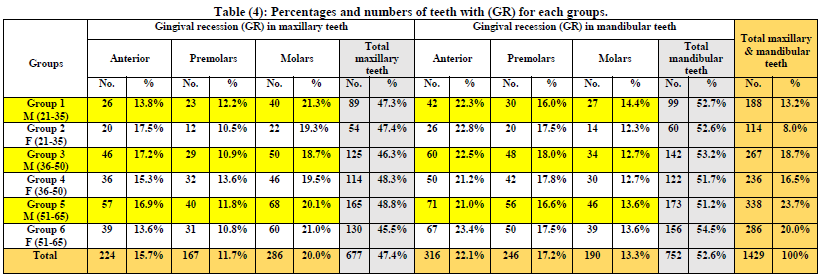 Table (4): Percentages and numbers of teeth with (GR) for each groups.
Groups Gingival recession (GR) in maxillary teeth Gingival recession (GR) in mandibular teeth Total maxillary & mandibular teeth
Anterior Premolars Molars Total maxillary teeth Anterior Premolars Molars Total mandibular teeth
No. % No. % No. % No. % No. % No. % No. % No. % No. %
Group 1 M (21-35) 26 13.8% 23 12.2% 40 21.3% 89 47.3% 42 22.3% 30 16.0% 27 14.4% 99 52.7% 188 13.2%
Group 2 F (21-35) 20 17.5% 12 10.5% 22 19.3% 54 47.4% 26 22.8% 20 17.5% 14 12.3% 60 52.6% 114 8.0%
Group 3 M (36-50) 46 17.2% 29 10.9% 50 18.7% 125 46.3% 60 22.5% 48 18.0% 34 12.7% 142 53.2% 267 18.7%
Group 4 F (36-50) 36 15.3% 32 13.6% 46 19.5% 114 48.3% 50 21.2% 42 17.8% 30 12.7% 122 51.7% 236 16.5%
Group 5 M (51-65) 57 16.9% 40 11.8% 68 20.1% 165 48.8% 71 21.0% 56 16.6% 46 13.6% 173 51.2% 338 23.7%
Group 6 F (51-65) 39 13.6% 31 10.8% 60 21.0% 130 45.5% 67 23.4% 50 17.5% 39 13.6% 156 54.5% 286 20.0%
Total 224 15.7% 167 11.7% 286 20.0% 677 47.4% 316 22.1% 246 17.2% 190 13.3% 752 52.6% 1429 100%